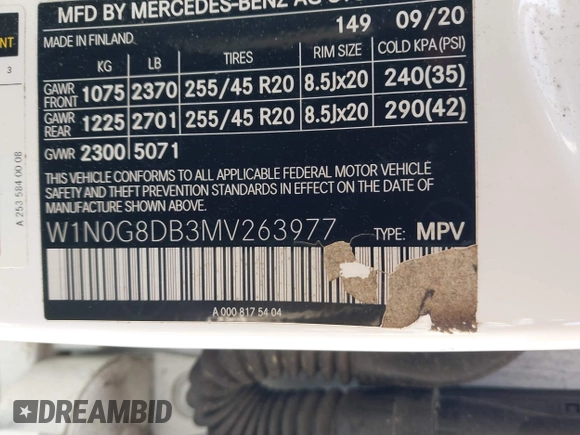 MFD BY MERCEDES-BENZ AG
149 09/20
MADE IN FINLAND
KG LB TIRES RIM SIZE COLD KPA(PSI)
GAWR FRONT 1075 2370 255/45 R20 8.5Jx20 240(35)
GAWR REAR 1225 2701 255/45 R20 8.5Jx20 290(42)
GVWR 2300 5071
THIS VEHICLE CONFORMS TO ALL APPLICABLE FEDERAL MOTOR VEHICLE
SAFETY AND THEFT PREVENTION STANDARDS IN EFFECT ON THE
DATE OF MANUFACTURE SHOWN ABOVE.
W1N0G8DB3MV263977 TYPE: MPV
A 000 817 54 04
A 253 584 00 08
3
DREAMBID